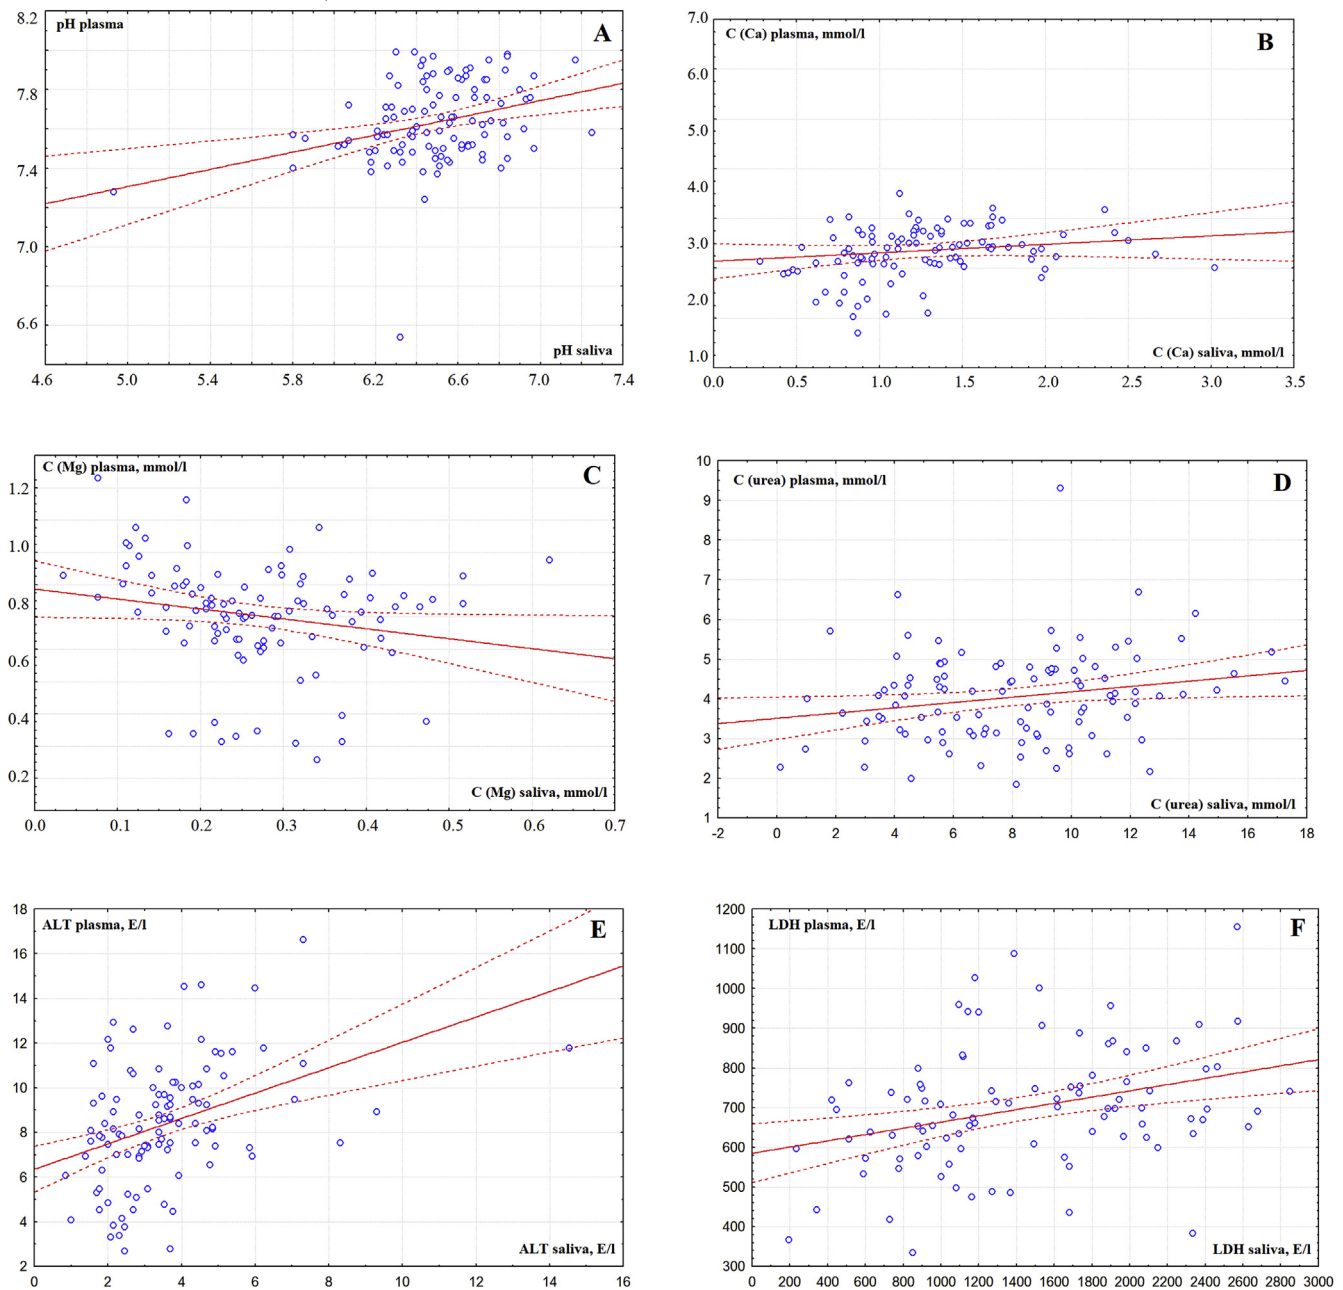 pH plasma
A
8.2
7.8
7.4
7.0
6.6
pH saliva
4.6 5.0 5.4 5.8 6.2 6.6 7.0 7.4
C (Ca) plasma, mmol/l
B
7.0
6.0
5.0
4.0
3.0
2.0
1.0
C (Ca) saliva, mmol/l
0.0 0.5 1.0 1.5 2.0 2.5 3.0 3.5
C (Mg) plasma, mmol/l
C
1.2
1.0
0.8
0.6
0.4
0.2
C (Mg) saliva, mmol/l
0.0 0.1 0.2 0.3 0.4 0.5 0.6 0.7
C (urea) plasma, mmol/l
D
10
9
8
7
6
5
4
3
2
1
C (urea) saliva, mmol/l
-2 0 2 4 6 8 10 12 14 16 18
ALT plasma, E/l
E
18
16
14
12
10
8
6
4
2
ALT saliva, E/l
0 2 4 6 8 10 12 14 16
LDH plasma, E/l
F
1200
1100
1000
900
800
700
600
500
400
300
LDH saliva, E/l
0 200 400 600 800 1000 1200 1400 1600 1800 2000 2200 2400 2600 2800 3000